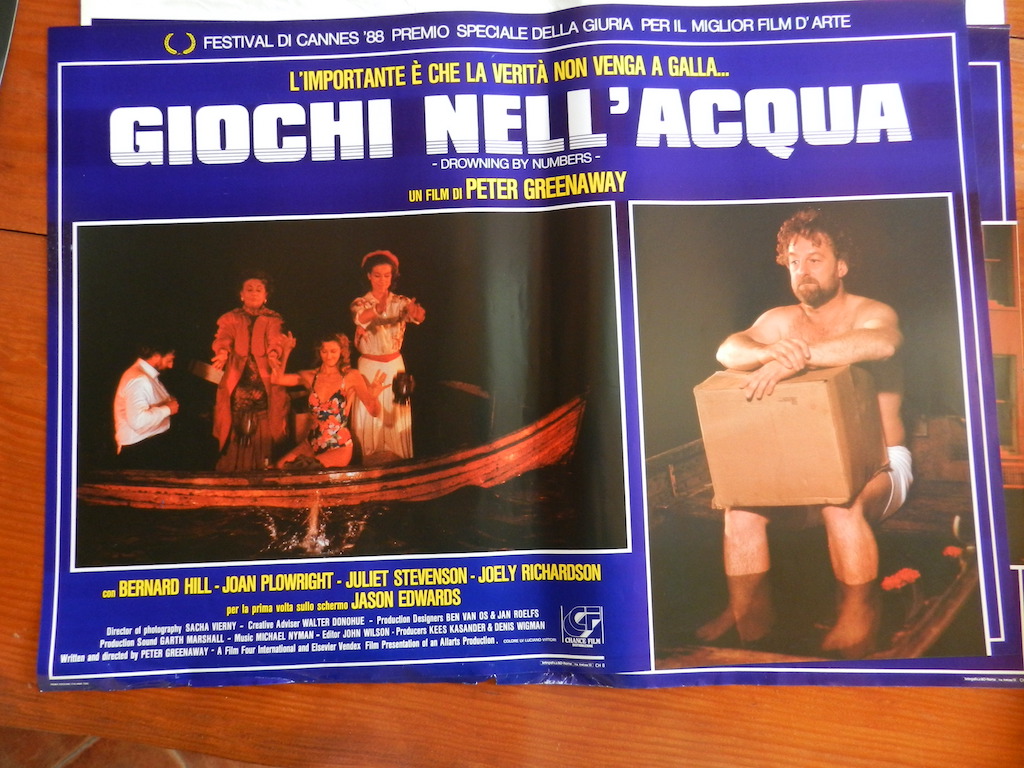 FESTIVAL DI CANNES '88 PREMIO SPECIALE DELLA GIURIA PER IL MIGLIOR FILM D'ARTE
L'IMPORTANTE È CHE LA VERITÀ NON VENGA A GALLA...
GIOCHI NELL'ACQUA
- DROWNING BY NUMBERS -
UN FILM DI PETER GREENAWAY
con BERNARD HILL - JOAN PLOWRIGHT - JULIET STEVENSON - JOELY RICHARDSON
per la prima volta sullo schermo JASON EDWARDS
Director of photography SACHA VIERNY - Creative Adviser WALTER DONOHUE - Production Designers BEN VAN OS & JAN ROELFS
Production Sound GARTH MARSHALL - Music MICHAEL NYMAN - Editor JOHN WILSON - Producers KEES KASANDER & DENIS WIGMAN
Written and directed by PETER GREENAWAY - A Film Four International and Elsevier Vendex Film Presentation of an Allarts Production. COLORE DI LUCIANO VITTORI
CHANCE FILM